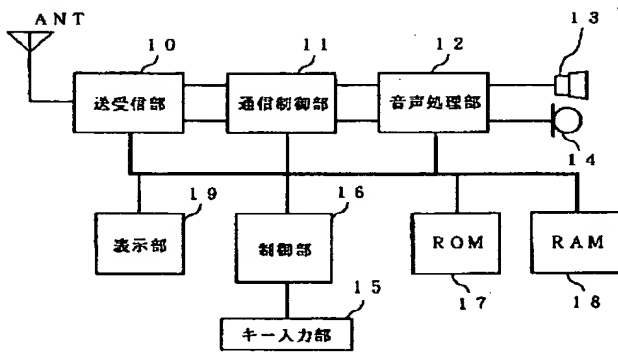 ANT
10
11
12
13
送受信部
通信制御部
音声処理部
14
19
16
表示部
制御部
ROM
RAM
15
17
18
キー入力部